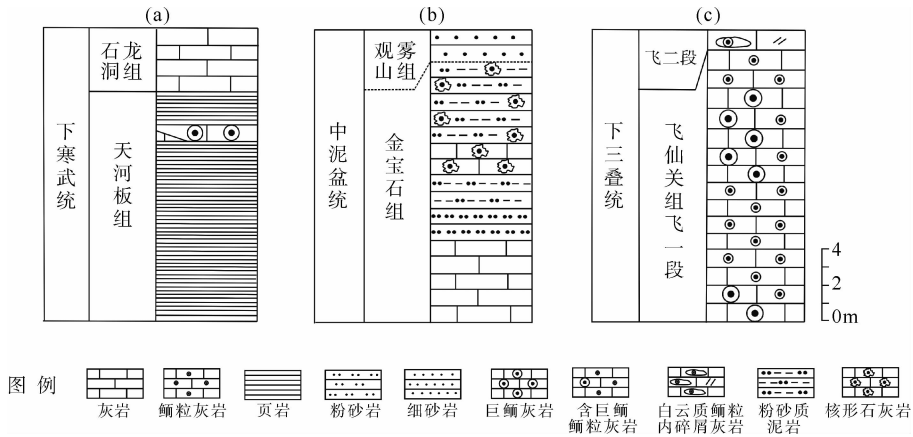 (a)
(b)
(c)
石龙
洞组
下寒武统
天河板组
观雾
山组
中泥盆统
金宝石组
飞二段
下三叠统
飞仙关组飞一段
4
2
0m
图 例
灰岩
鲕粒灰岩
页岩
粉砂岩
细砂岩
巨鲕灰岩
含巨鲕
鲕粒灰岩
白云质鲕粒
内碎屑灰岩
粉砂质
泥岩
核形石灰岩